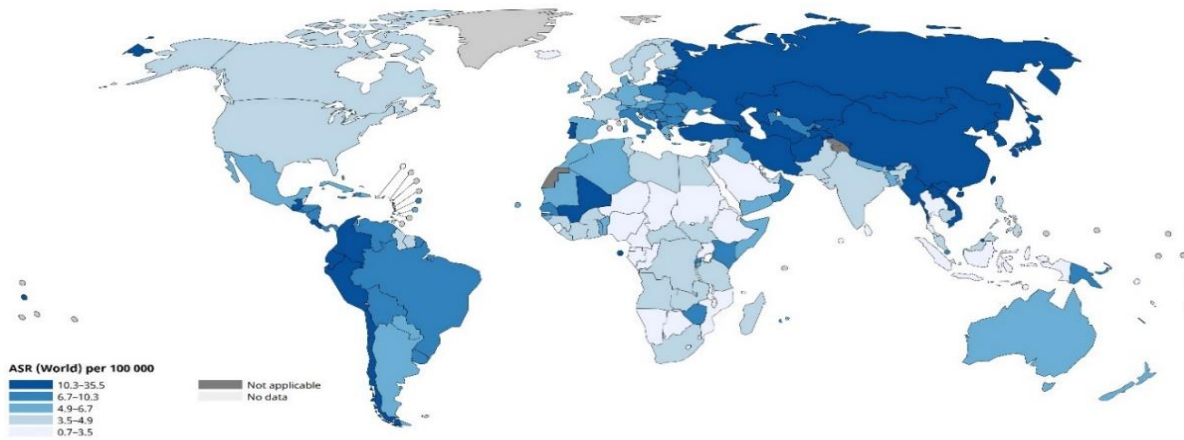 ASR (World) per 100 000
10.3–35.5
6.7–10.3
4.9–6.7
3.5–4.9
0.7–3.5
Not applicable
No data